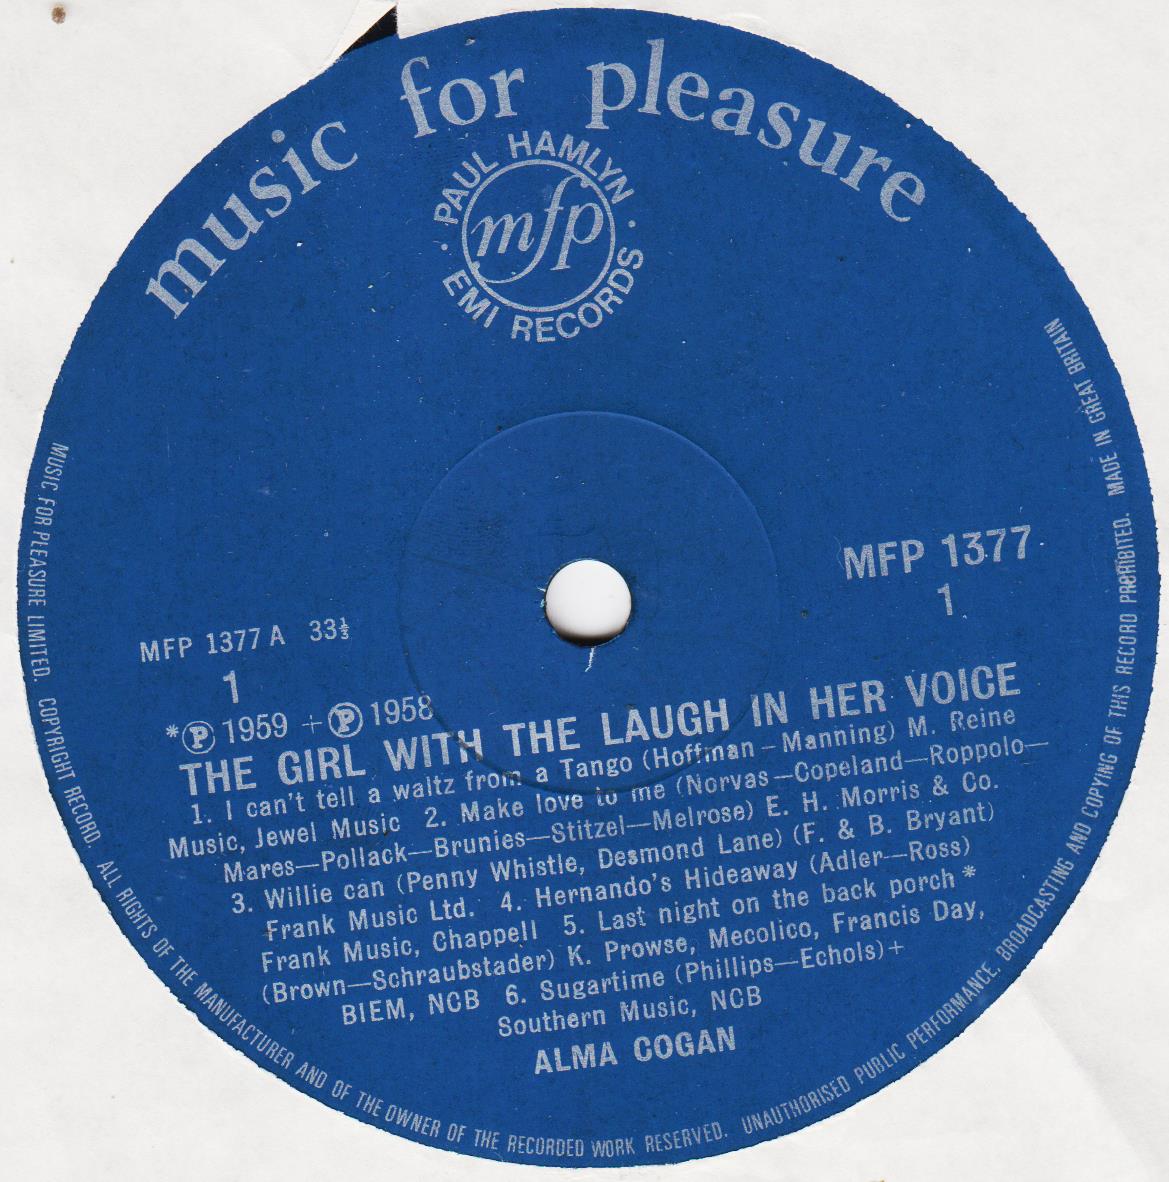 music for pleasure
PAUL HAMLYN
mfp
EMI RECORDS
MFP 1377
1
MFP 1377 A 33⅓
1
*Ⓟ 1959 +Ⓟ 1958
THE GIRL WITH THE LAUGH IN HER VOICE
1. I can't tell a waltz from a Tango (Hoffman – Manning) M. Reine
Music, Jewel Music 2. Make love to me (Norvas—Copeland—Roppolo—
Mares—Pollack—Brunies—Stitzel—Melrose) E. H. Morris & Co.
3. Willie can (Penny Whistle, Desmond Lane) (F. & B. Bryant)
Frank Music Ltd. 4. Hernando's Hideaway (Adler—Ross)
Frank Music, Chappell 5. Last night on the back porch *
(Brown—Schraubstader) K. Prowse, Mecolico, Francis Day,
BIEM, NCB 6. Sugartime (Phillips—Echols)+
Southern Music, NCB
ALMA COGAN
MUSIC FOR PLEASURE LIMITED. COPYRIGHT RECORD. ALL RIGHTS OF THE MANUFACTURER AND OF THE OWNER OF THE RECORDED WORK RESERVED. UNAUTHORISED PUBLIC PERFORMANCE. BROADCASTING AND COPYING OF THIS RECORD PROHIBITED. MADE IN GREAT BRITAIN